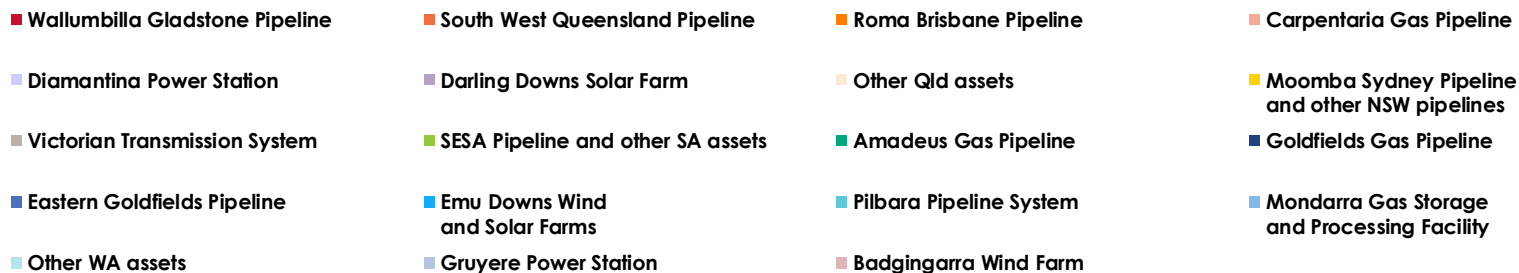 Wallumbilla Gladstone Pipeline
South West Queensland Pipeline
Roma Brisbane Pipeline
Carpentaria Gas Pipeline
Diamantina Power Station
Darling Downs Solar Farm
Other Qld assets
Moomba Sydney Pipeline
and other NSW pipelines
Victorian Transmission System
SESA Pipeline and other SA assets
Amadeus Gas Pipeline
Goldfields Gas Pipeline
Eastern Goldfields Pipeline
Emu Downs Wind
and Solar Farms
Pilbara Pipeline System
Mondarra Gas Storage
and Processing Facility
Other WA assets
Gruyere Power Station
Badgingarra Wind Farm